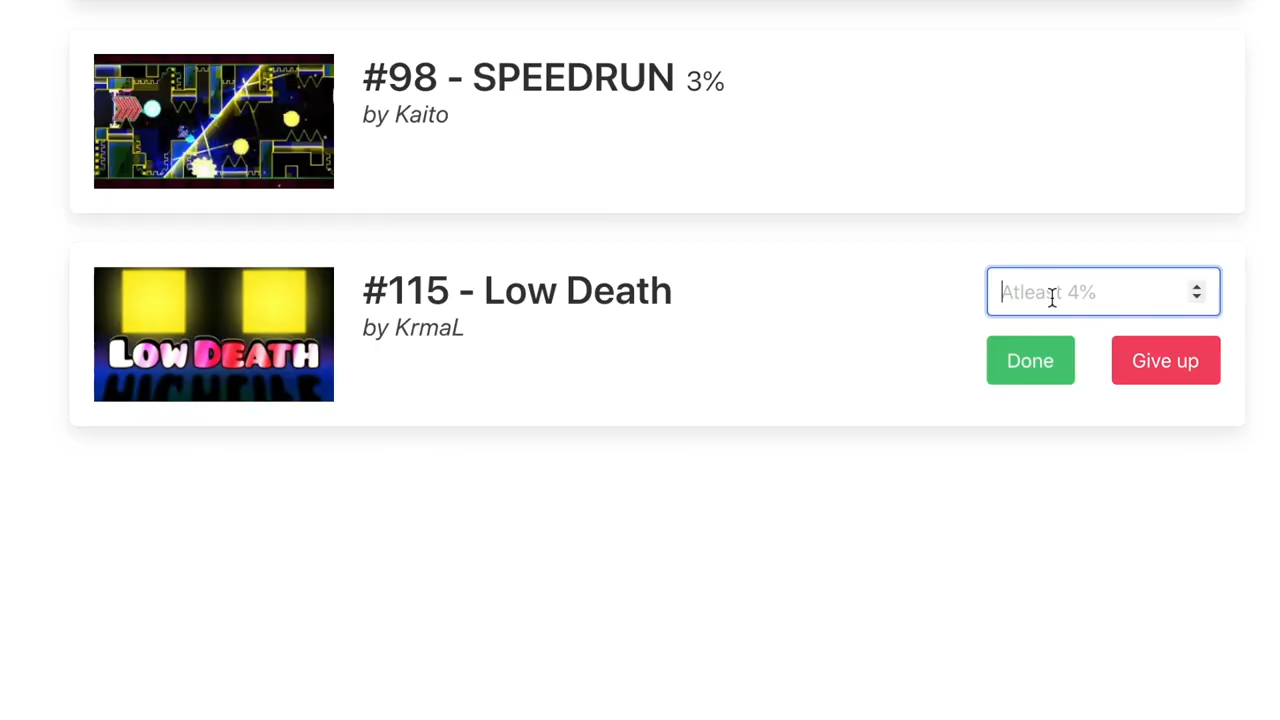 #98 - SPEEDRUN 3%
by Kaito
#115 - Low Death
by KrmaL
Atleast 4%
Done Give up
LOW DEATH